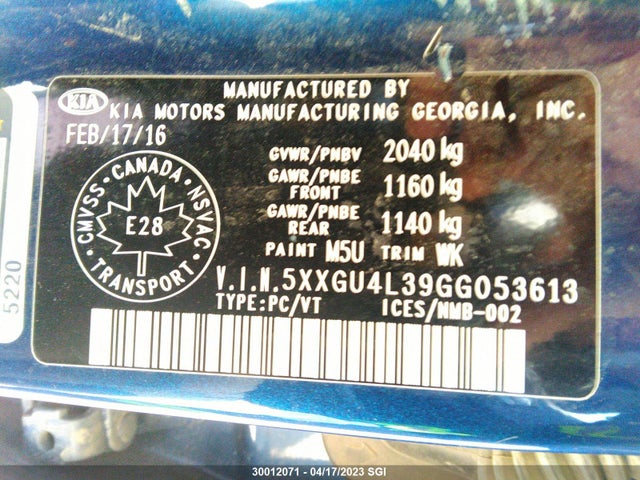 MANUFACTURED BY
KIA KIA MOTORS MANUFACTURING GEORGIA, INC.
FEB/17/16
GVWR/PNBV 2040 kg
GAWR/PNBE FRONT 1160 kg
GAWR/PNBE REAR 1140 kg
PAINT M5U TRIM WK
CANADA • NSVAC • TRANSPORT • CMVSS •
E28
V.I.N.5XXGU4L39GG053613
TYPE:PC/VT ICES/NMB-002
5220
30012071 - 04/17/2023 SGI